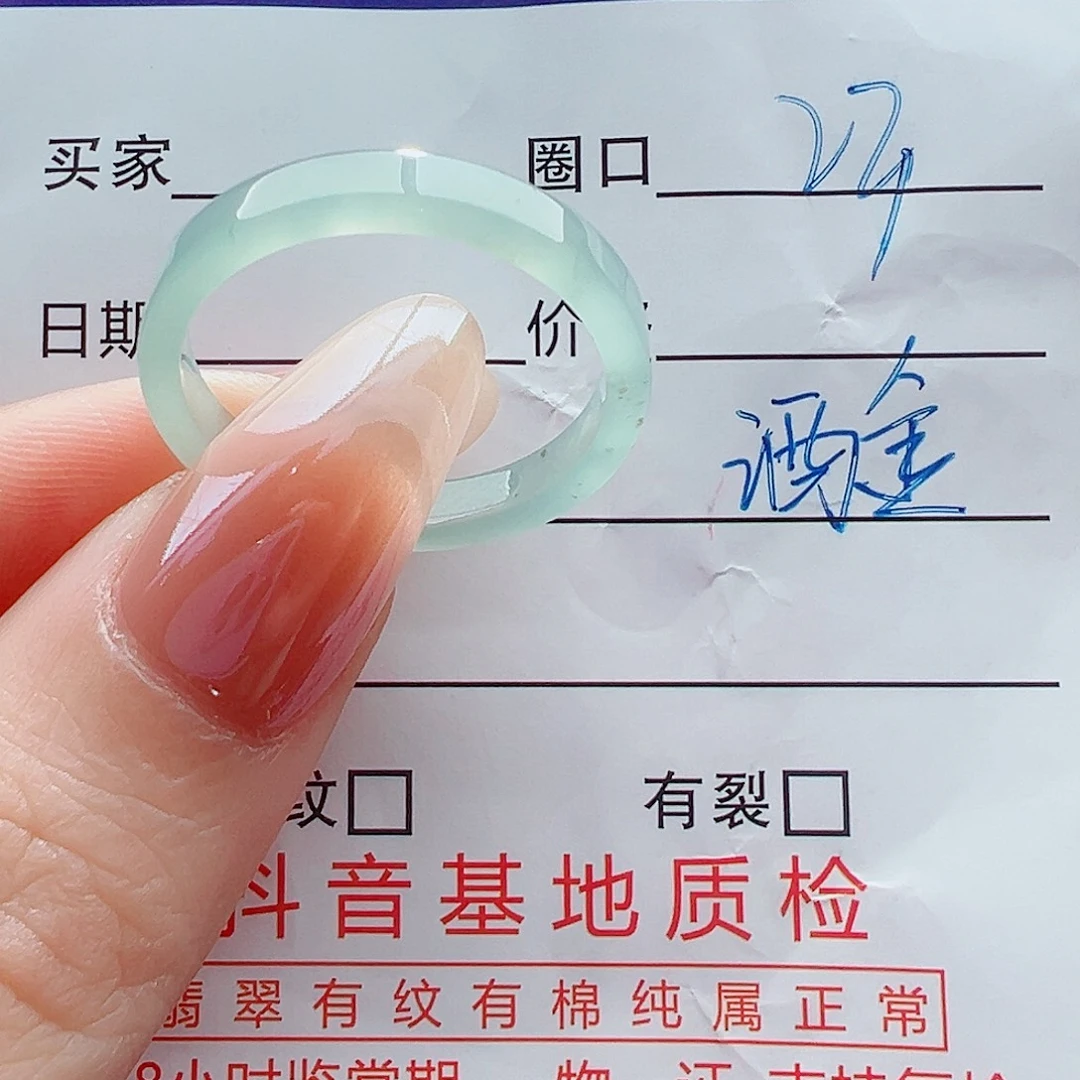 买家 圈口
日期 价
洒金
纹□ 有裂□
抖音基地质检
翡翠有纹有棉纯属正常